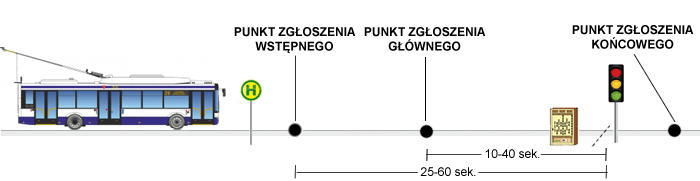 PUNKT ZGŁOSZENIA
WSTĘPNEGO
PUNKT ZGŁOSZENIA
GŁÓWNEGO
PUNKT ZGŁOSZENIA
KOŃCOWEGO
H
10-40 sek.
25-60 sek.